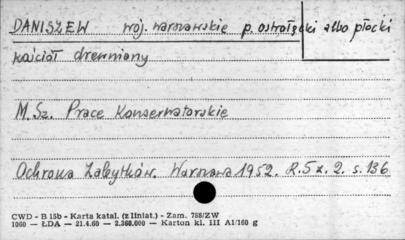 DANISZEW woj. warszawskie p. ostrołęcki albo płocki
kościół drewniany
M. Sz. Prace Konserwatorskie
Ochrona Zabytków. Warszawa 1952. R.5 z. 2. s. 136
CWD - B 15b - Karta katal. (z liniat.) - Zam. 788/ZW
1060 — ŁDA — 21.4.60 - 2.360.000 — Karton kl. III A1/160 g